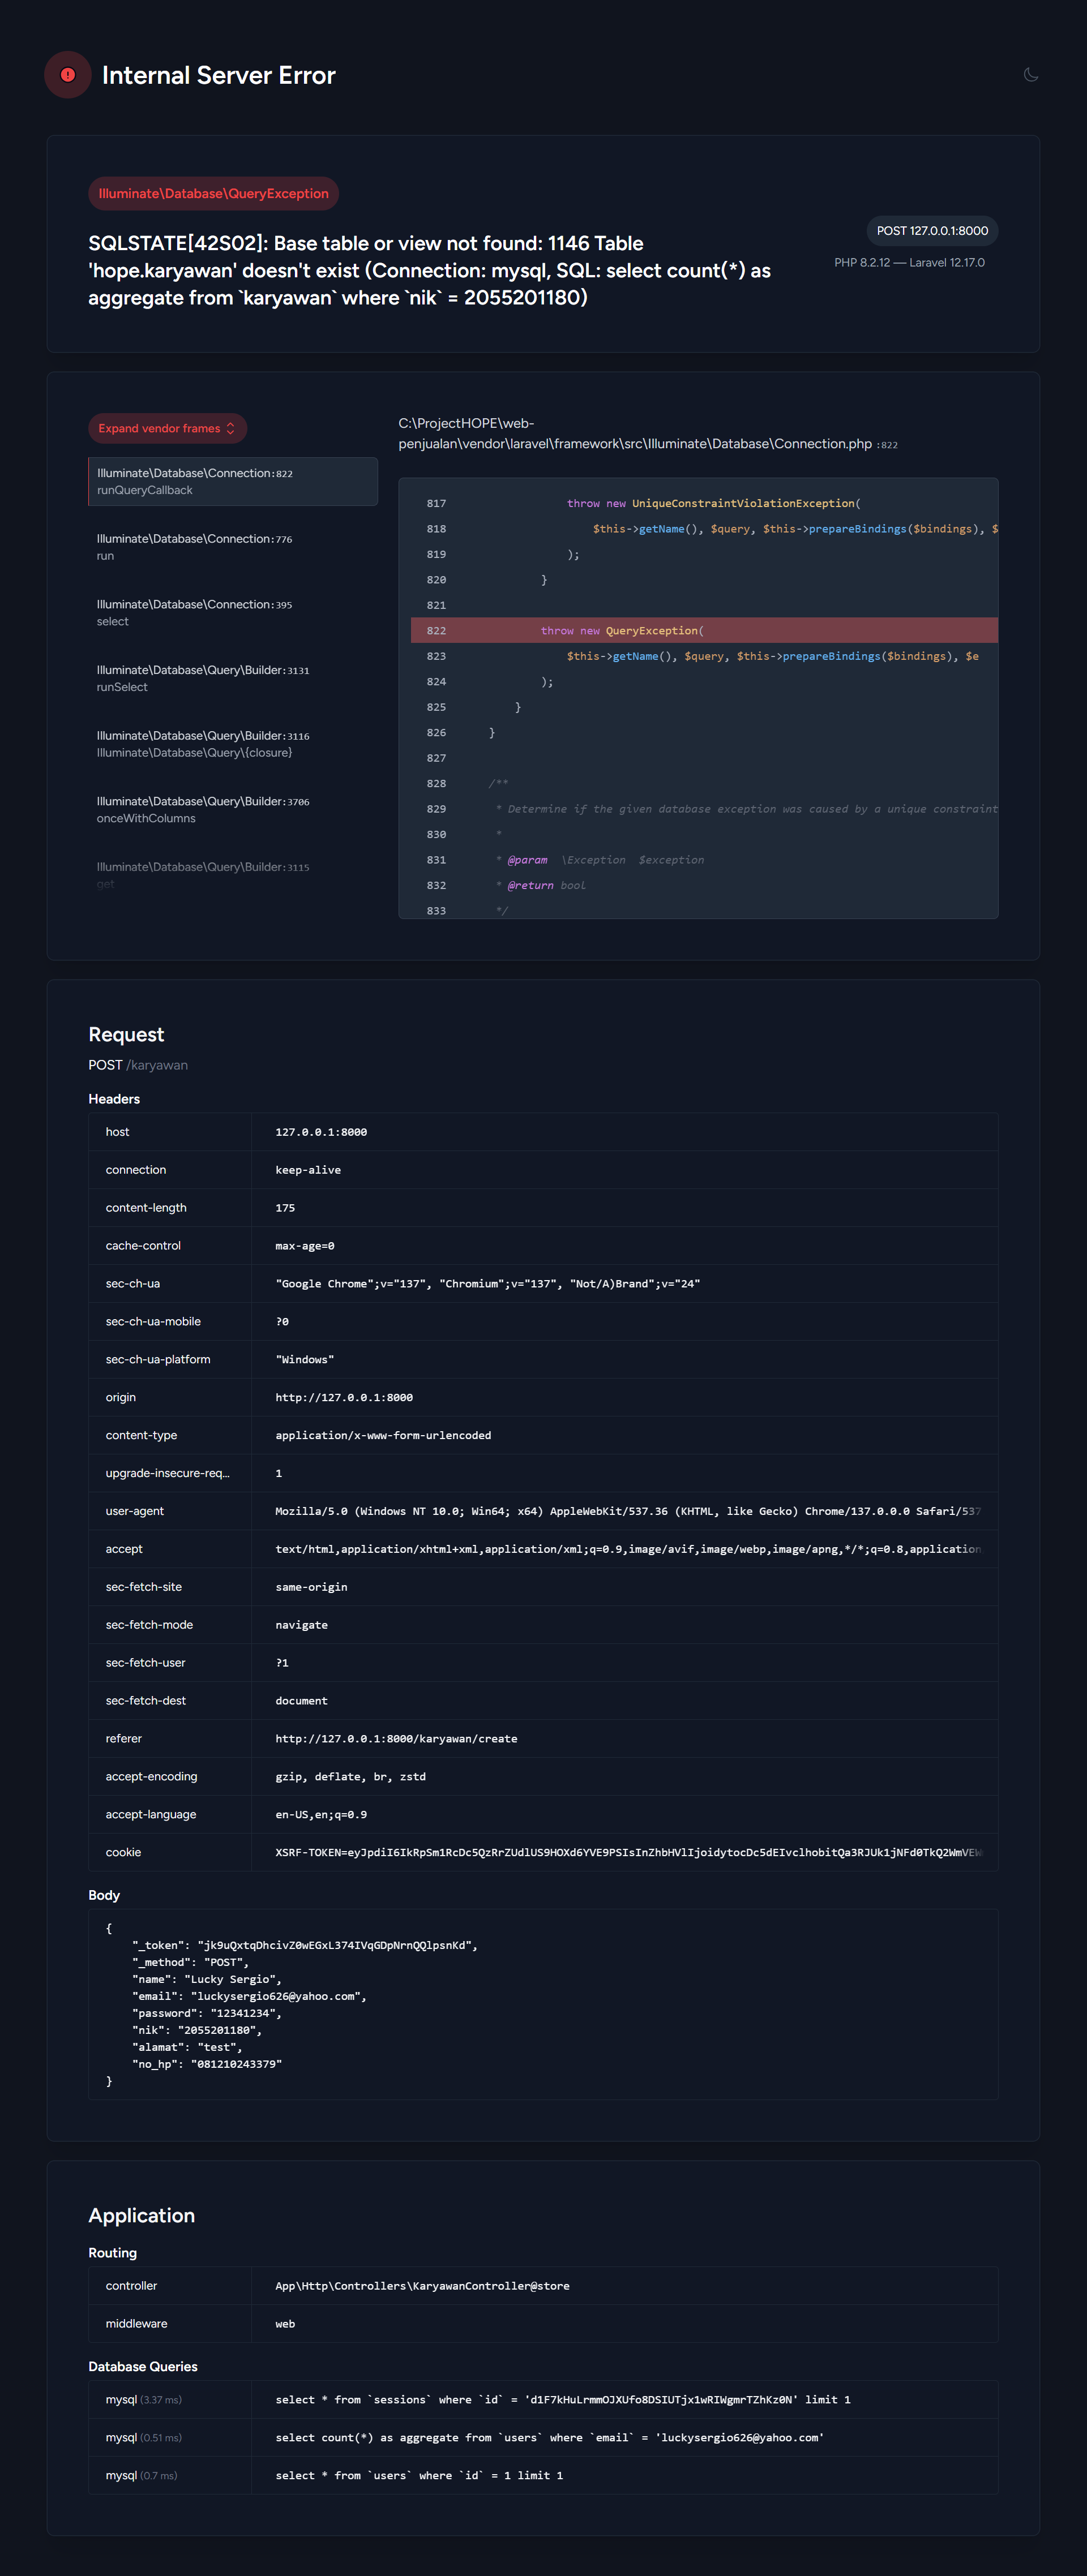 Internal Server Error
Illuminate\Database\QueryException
SQLSTATE[42S02]: Base table or view not found: 1146 Table
'hope.karyawan' doesn't exist (Connection: mysql, SQL: select count(*) as
aggregate from `karyawan` where `nik` = 2055201180)
POST 127.0.0.1:8000
PHP 8.2.12 — Laravel 12.17.0
Expand vendor frames
Illuminate\Database\Connection:822
runQueryCallback
Illuminate\Database\Connection:776
run
Illuminate\Database\Connection:395
select
Illuminate\Database\Query\Builder:3131
runSelect
Illuminate\Database\Query\Builder:3116
Illuminate\Database\Query\{closure}
Illuminate\Database\Query\Builder:3706
onceWithColumns
Illuminate\Database\Query\Builder:3115
get
C:\ProjectHOPE\web-
penjualan\vendor\laravel\framework\src\Illuminate\Database\Connection.php :822
817 throw new UniqueConstraintViolationException(
818 $this->getName(), $query, $this->prepareBindings($bindings), $
819 );
820 }
821
822 throw new QueryException(
823 $this->getName(), $query, $this->prepareBindings($bindings), $e
824 );
825 }
826 }
827
828 /**
829 * Determine if the given database exception was caused by a unique constraint
830 *
831 * @param \Exception $exception
832 * @return bool
833 */
Request
POST /karyawan
Headers
host 127.0.0.1:8000
connection keep-alive
content-length 175
cache-control max-age=0
sec-ch-ua "Google Chrome";v="137", "Chromium";v="137", "Not/A)Brand";v="24"
sec-ch-ua-mobile ?0
sec-ch-ua-platform "Windows"
origin http://127.0.0.1:8000
content-type application/x-www-form-urlencoded
upgrade-insecure-req... 1
user-agent Mozilla/5.0 (Windows NT 10.0; Win64; x64) AppleWebKit/537.36 (KHTML, like Gecko) Chrome/137.0.0.0 Safari/537
accept text/html,application/xhtml+xml,application/xml;q=0.9,image/avif,image/webp,image/apng,*/*;q=0.8,application
sec-fetch-site same-origin
sec-fetch-mode navigate
sec-fetch-user ?1
sec-fetch-dest document
referer http://127.0.0.1:8000/karyawan/create
accept-encoding gzip, deflate, br, zstd
accept-language en-US,en;q=0.9
cookie XSRF-TOKEN=eyJpdiI6IkRpSm1RcDc5QzRrZUdlUS9HOXd6YVE9PSIsInZhbHVlIjoidytocDc5dEIvclhobitQa3RJUk1jNFd0TkQ2WmVEW
Body
{
"_token": "jk9uQxtqDhcivZ0wEGxL374IVqGDpNrnQQlpsnKd",
"_method": "POST",
"name": "Lucky Sergio",
"email": "luckysergio626@yahoo.com",
"password": "12341234",
"nik": "2055201180",
"alamat": "test",
"no_hp": "081210243379"
}
Application
Routing
controller App\Http\Controllers\KaryawanController@store
middleware web
Database Queries
mysql (3.37 ms) select * from `sessions` where `id` = 'd1F7kHuLrmmOJXUfo8DSIUTjx1wRIWgmrTZhKz0N' limit 1
mysql (0.51 ms) select count(*) as aggregate from `users` where `email` = 'luckysergio626@yahoo.com'
mysql (0.7 ms) select * from `users` where `id` = 1 limit 1